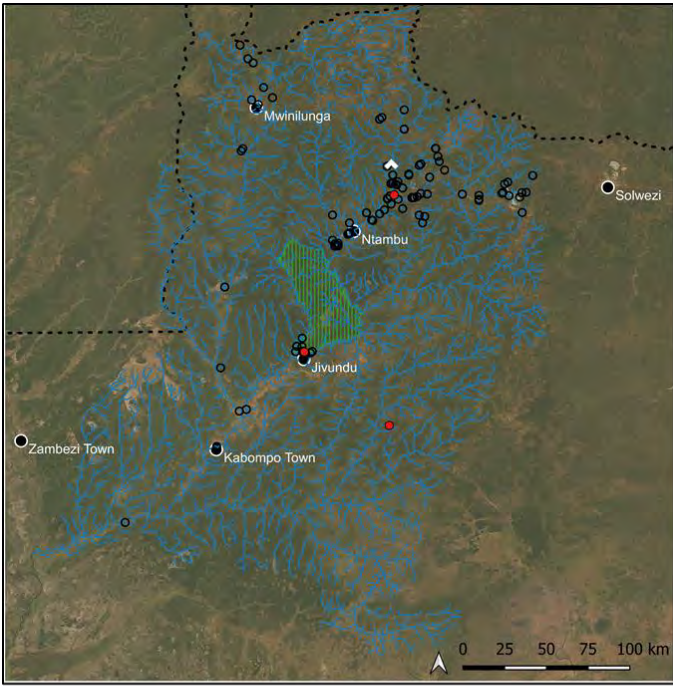 Mwinilunga
Solwezi
Ntambu
Jivundu
Zambezi Town
Kabompo Town
0 25 50 75 100 km